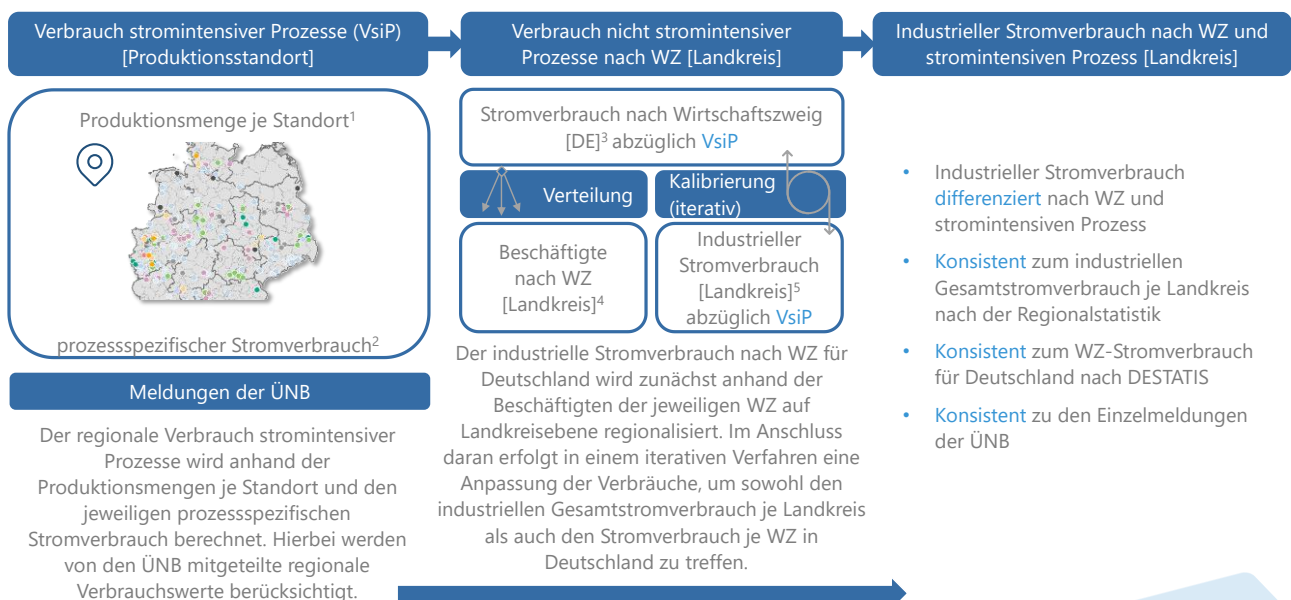 Verbrauch stromintensiver Prozesse (VsiP)
[Produktionsstandort]
Produktionsmenge je Standort¹
prozessspezifischer Stromverbrauch²
Meldungen der ÜNB
Der regionale Verbrauch stromintensiver
Prozesse wird anhand der
Produktionsmengen je Standort und den
jeweiligen prozessspezifischen
Stromverbrauch berechnet. Hierbei werden
von den ÜNB mitgeteilte regionale
Verbrauchswerte berücksichtigt.
Verbrauch nicht stromintensiver
Prozesse nach WZ [Landkreis]
Stromverbrauch nach Wirtschaftszweig
[DE]³ abzüglich VsiP
Verteilung
Kalibrierung
(iterativ)
Beschäftigte
nach WZ
[Landkreis]⁴
Industrieller
Stromverbrauch
[Landkreis]⁵
abzüglich VsiP
Der industrielle Stromverbrauch nach WZ für
Deutschland wird zunächst anhand der
Beschäftigten der jeweiligen WZ auf
Landkreisebene regionalisiert. Im Anschluss
daran erfolgt in einem iterativen Verfahren eine
Anpassung der Verbräuche, um sowohl den
industriellen Gesamtstromverbrauch je Landkreis
als auch den Stromverbrauch je WZ in
Deutschland zu treffen.
Industrieller Stromverbrauch nach WZ und
stromintensiven Prozess [Landkreis]
• Industrieller Stromverbrauch
differenziert nach WZ und
stromintensiven Prozess
• Konsistent zum industriellen
Gesamtstromverbrauch je Landkreis
nach der Regionalstatistik
• Konsistent zum WZ-Stromverbrauch
für Deutschland nach DESTATIS
• Konsistent zu den Einzelmeldungen
der ÜNB